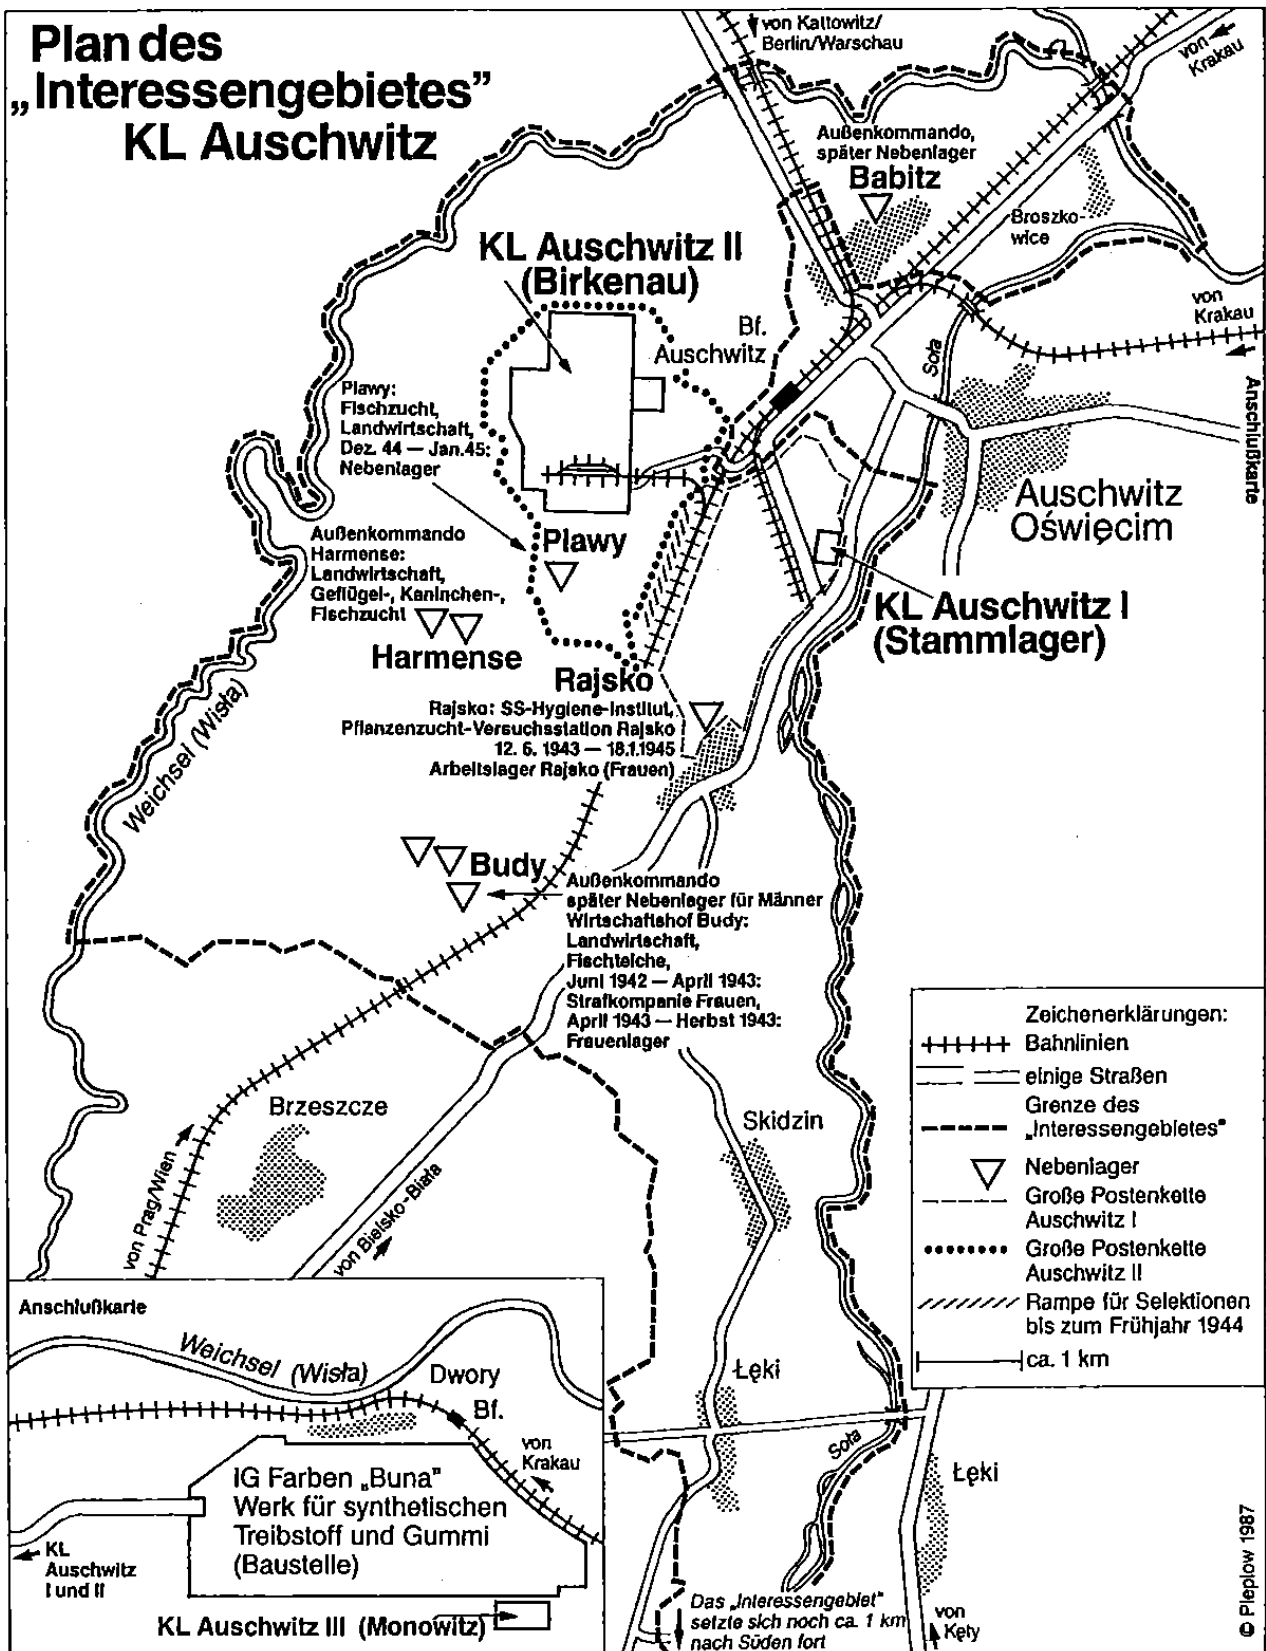 Plan des
„Interessengebietes”
KL Auschwitz
von Kattowitz/
Berlin/Warschau
von
Krakau
Außenkommando,
später Nebenlager
Babitz
Broszko-
wice
KL Auschwitz II
(Birkenau)
von
Krakau
Bf.
Auschwitz
Soła
Anschlußkarte
Plawy:
Fischzucht,
Landwirtschaft,
Dez. 44 — Jan.45:
Nebenlager
Auschwitz
Oświęcim
Außenkommando
Harmense:
Landwirtschaft,
Geflügel-, Kaninchen-,
Fischzucht
Plawy
KL Auschwitz I
(Stammlager)
Harmense
Rajsko
Rajsko: SS-Hygiene-Institut,
Pflanzenzucht-Versuchsstation Rajsko
12. 6. 1943 — 18.1.1945
Arbeitslager Rajsko (Frauen)
Weichsel (Wisła)
Budy
Außenkommando
später Nebenlager für Männer
Wirtschaftshof Budy:
Landwirtschaft,
Fischteiche,
Juni 1942 — April 1943:
Strafkompanie Frauen,
April 1943 — Herbst 1943:
Frauenlager
Brzeszcze
Skidzin
von Prag/Wien
von Bielsko-Biała
Zeichenerklärungen:
Bahnlinien
einige Straßen
Grenze des
„Interessengebietes”
Nebenlager
Große Postenkette
Auschwitz I
Große Postenkette
Auschwitz II
Rampe für Selektionen
bis zum Frühjahr 1944
ca. 1 km
Łęki
Soła
Łęki
Das „Interessengebiet”
setzte sich noch ca. 1 km
nach Süden fort
von
Kęty
© Pleplow 1987
Anschlußkarte
Weichsel (Wisła)
Dwory
Bf.
von
Krakau
IG Farben „Buna”
Werk für synthetischen
Treibstoff und Gummi
(Baustelle)
KL
Auschwitz
I und II
KL Auschwitz III (Monowitz)